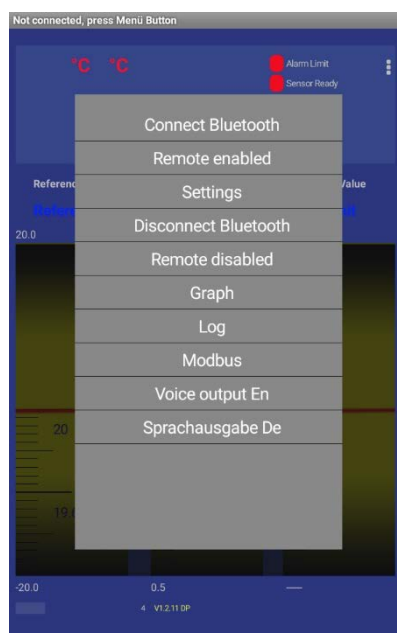 Not connected, press Menü Button
°C °C
Alarm Limit
Sensor Ready
Connect Bluetooth
Remote enabled
Settings
Disconnect Bluetooth
Remote disabled
Graph
Log
Modbus
Voice output En
Sprachausgabe De
Value
20.0
20
-20.0
0.5
4 V1.2.11 DP